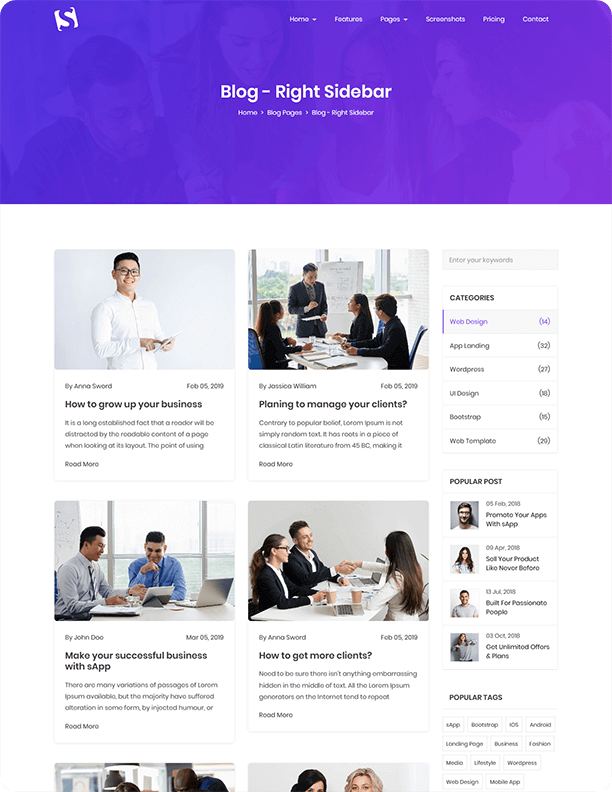 S
Home Features Pages Screenshots Pricing Contact
Blog - Right Sidebar
Home > Blog Pages > Blog - Right Sidebar
By Anna Sword Feb 05, 2019
How to grow up your business
It is a long established fact that a reader will be
distracted by the readable content of a page
when looking at its layout. The point of using
Read More
By Jassica William Feb 05, 2019
Planing to manage your clients?
Contrary to popular belief, Lorem Ipsum is not
simply random text. It has roots in a piece of
classical Latin literature from 45 BC, making it
Read More
By John Doe Mar 05, 2019
Make your successful business
with sApp
There are many variations of passages of Lorem
Ipsum available, but the majority have suffered
alteration in some form, by injected humour, or
Read More
By Anna Sword Feb 05, 2019
How to get more clients?
Need to be sure there isn't anything embarrassing
hidden in the middle of text. All the Lorem Ipsum
generators on the Internet tend to repeat
Read More
Enter your keywords
CATEGORIES
Web Design (14)
App Landing (32)
Wordpress (27)
UI Design (18)
Bootstrap (15)
Web Template (29)
POPULAR POST
05 Feb, 2018
Promote Your Apps
With sApp
09 Apr, 2018
Sell Your Product
Like Never Before
13 Jul, 2018
Built For Passionate
People
03 Oct, 2018
Get Unlimited Offers
& Plans
POPULAR TAGS
sApp Bootstrap IOS Android
Landing Page Business Fashion
Media Lifestyle Wordpress
Web Design Mobile App